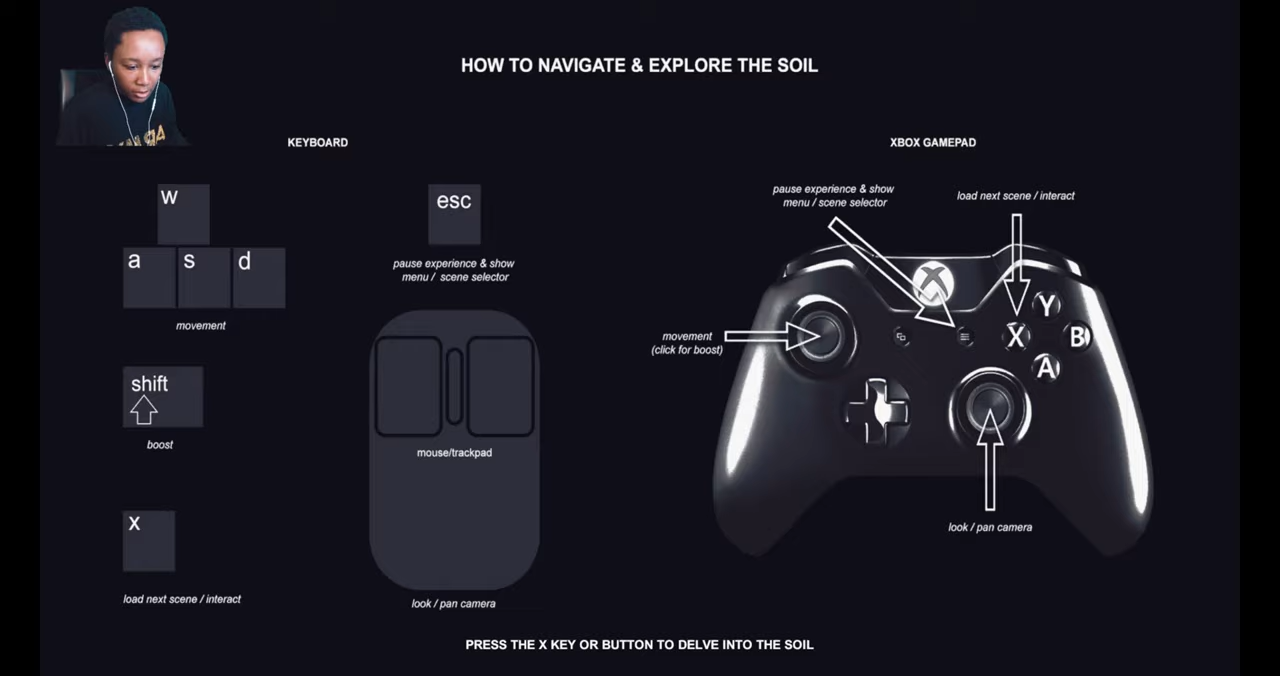 HOW TO NAVIGATE & EXPLORE THE SOIL
KEYBOARD
w
a s d
movement
shift
boost
x
load next scene / interact
esc
pause experience & show
menu / scene selector
mouse/trackpad
look / pan camera
XBOX GAMEPAD
pause experience & show
menu / scene selector
load next scene / interact
movement
(click for boost)
Y
X
B
A
look / pan camera
PRESS THE X KEY OR BUTTON TO DELVE INTO THE SOIL